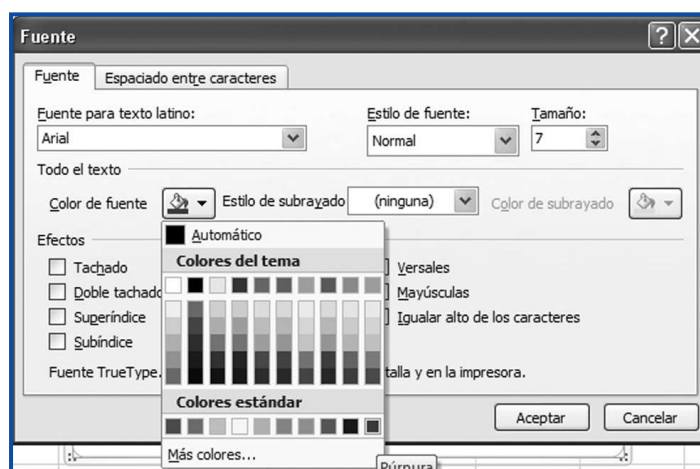 Fuente
Fuente Espaciado entre caracteres
Fuente para texto latino: Estilo de fuente: Tamaño:
Arial Normal 7
Todo el texto
Color de fuente Estilo de subrayado (ninguna) Color de subrayado
Automático
Efectos
Colores del tema
Tachado Versales
Doble tachado Mayúsculas
Superíndice Igualar alto de los caracteres
Subíndice
Fuente TrueType. talla y en la impresora.
Colores estándar
Aceptar Cancelar
Más colores...
Púrpura